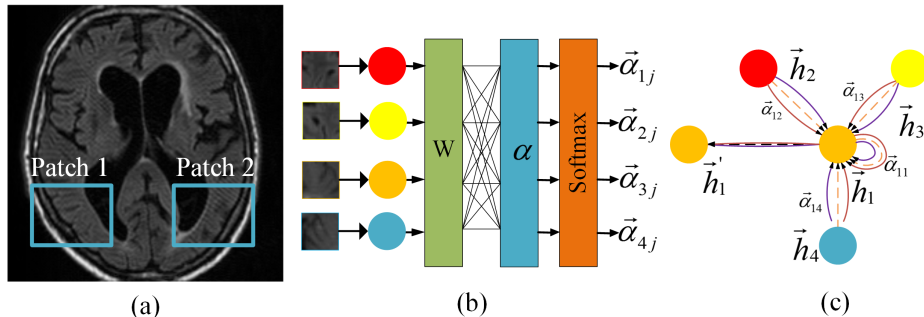 Patch 1
Patch 2
(a)
W
α
Softmax
α⃗₁ⱼ
α⃗₂ⱼ
α⃗₃ⱼ
α⃗₄ⱼ
(b)
h⃗₂
α⃗₁₂
α⃗₁₃
h⃗₃
h⃗₁'
α⃗₁₁
h⃗₁
α⃗₁₄
h⃗₄
(c)